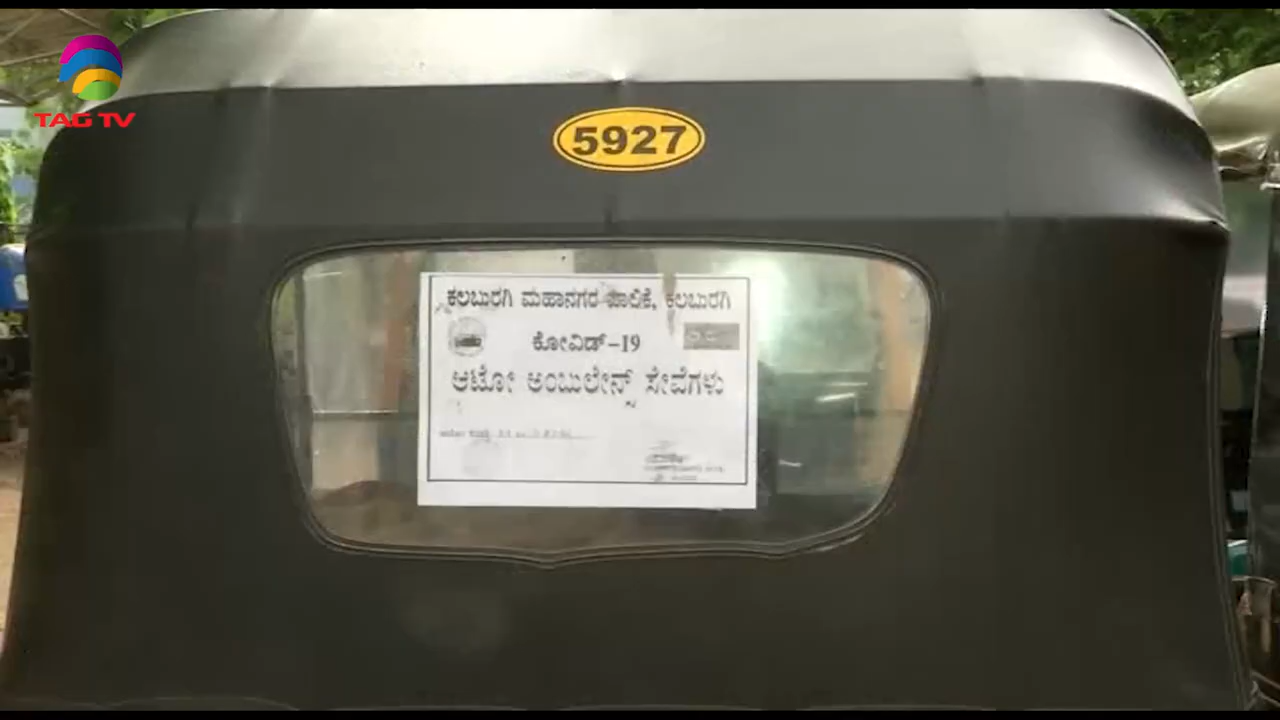 TAG TV
5927
ಕಲಬುರಗಿ ಮಹಾನಗರ ಪಾಲಿಕೆ, ಕಲಬುರಗಿ
ಕೋವಿಡ್-19
ಆಟೋ ಅಂಬುಲೇನ್ಸ್ ಸೇವೆಗಳು